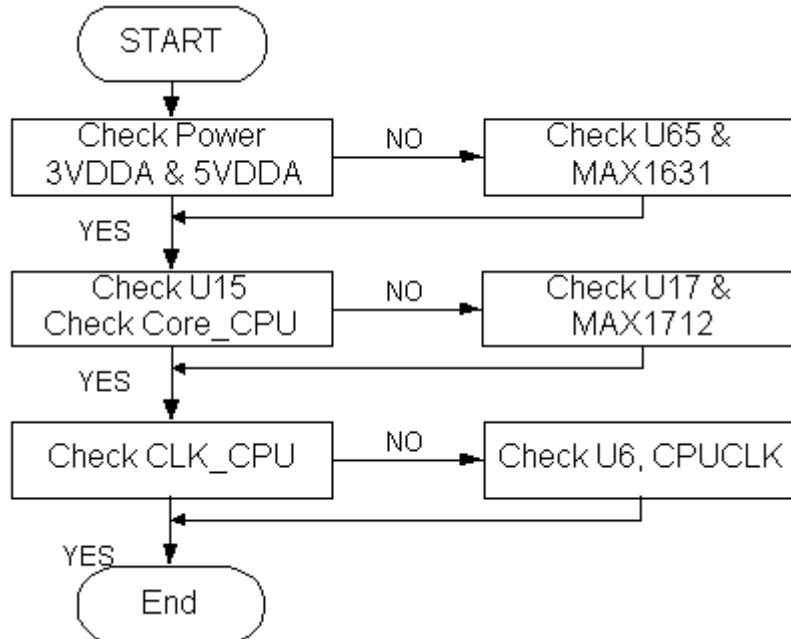 START
Check Power
3VDDA & 5VDDA
NO
Check U65 &
MAX1631
YES
Check U15
Check Core_CPU
NO
Check U17 &
MAX1712
YES
Check CLK_CPU
NO
Check U6, CPUCLK
YES
End